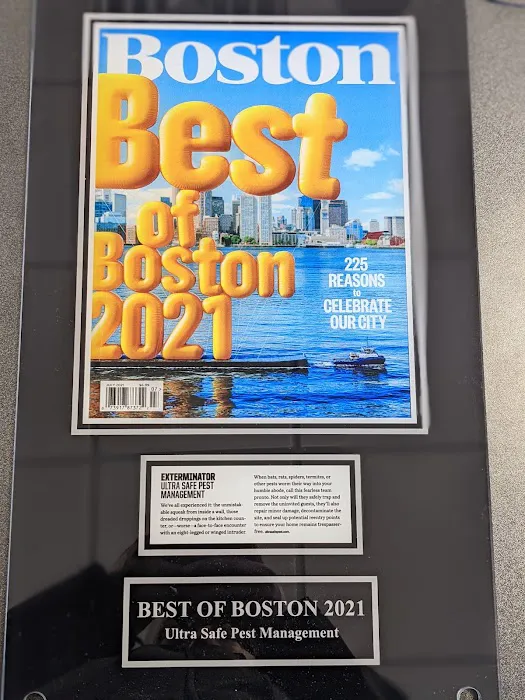 Boston
Best
of
Boston
2021
225
REASONS
to
CELEBRATE
OUR CITY
EXTERMINATOR
ULTRA SAFE PEST
MANAGEMENT
We've all experienced it: the unmistak-
able squeak from inside a wall, those
dreaded droppings on the kitchen coun-
ter, or—worse—a face-to-face encounter
with an eight-legged or winged intruder.
When bats, rats, spiders, termites, or
other pests worm their way into your
humble abode, call this fearless team
pronto. Not only will they safely trap and
remove the uninvited guests, they'll also
repair minor damage, decontaminate the
site, and seal up potential reentry points
to ensure your home remains trespasser-
free.
BEST OF BOSTON 2021
Ultra Safe Pest Management